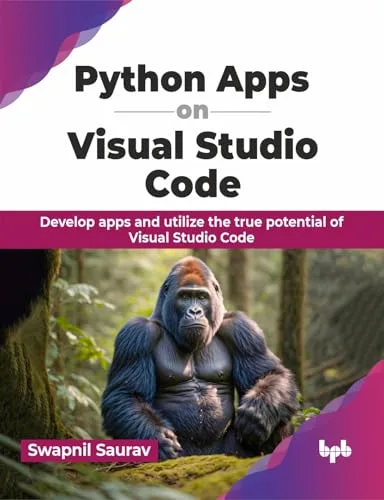 Python Apps
on
Visual Studio
Code
Develop apps and utilize the true potential of
Visual Studio Code
Swapnil Saurav
bpb